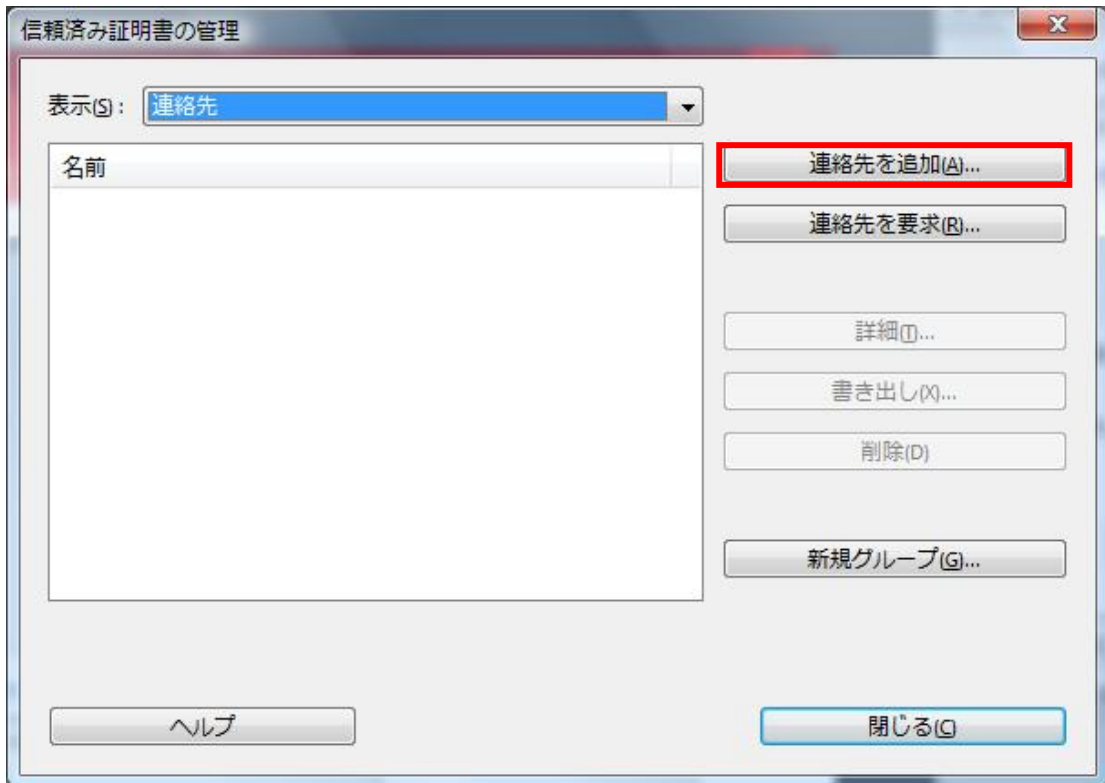 信頼済み証明書の管理
表示(S)： 連絡先
名前
連絡先を追加(A)...
連絡先を要求(R)...
詳細(T)...
書き出し(X)...
削除(D)
新規グループ(G)...
ヘルプ
閉じる(C)